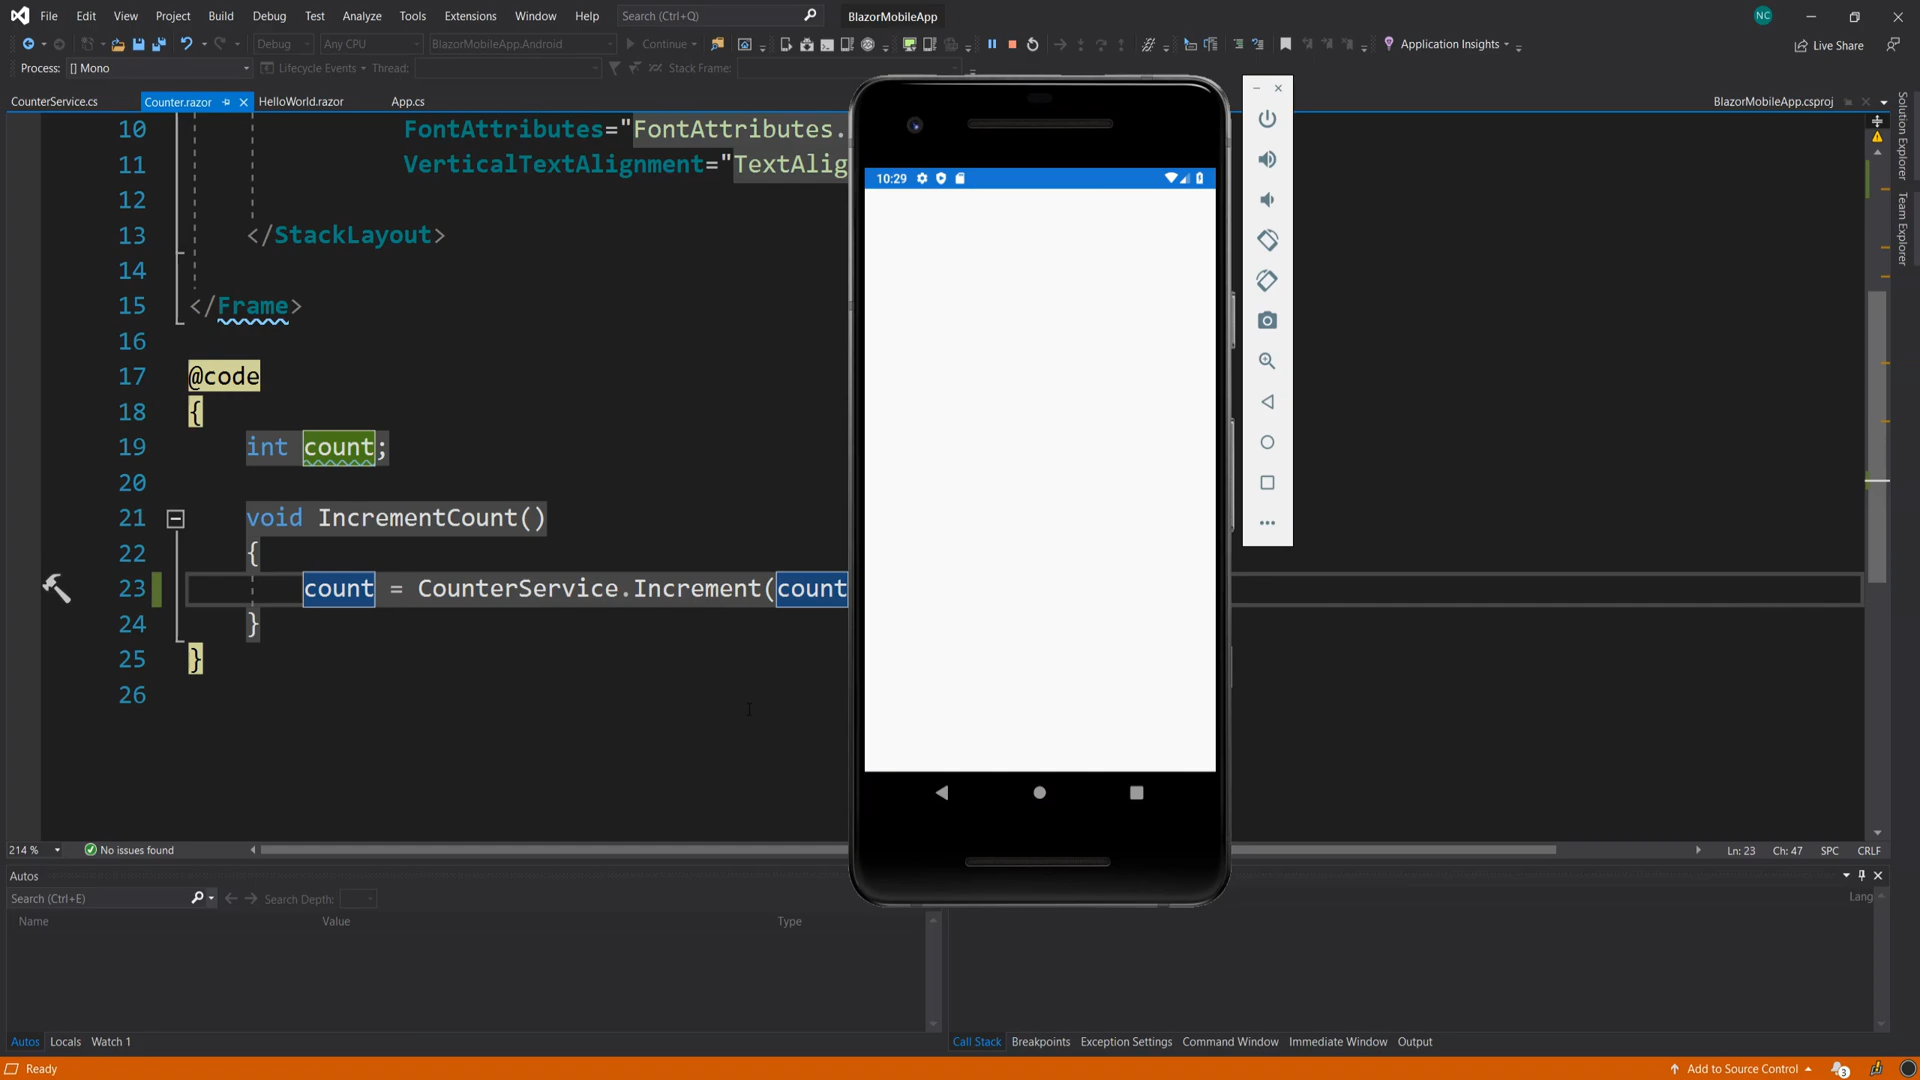 File Edit View Project Build Debug Test Analyze Tools Extensions Window Help Search (Ctrl+Q) BlazorMobileApp NC
Debug Any CPU BlazorMobileApp.Android Continue Application Insights Live Share
Process: [] Mono Lifecycle Events Thread: Stack Frame:
CounterService.cs Counter.razor HelloWorld.razor App.cs BlazorMobileApp.csproj
10 FontAttributes="FontAttributes.
11 VerticalTextAlignment="TextAlig
12
13 </StackLayout>
14
15 </Frame>
16
17 @code
18 {
19 int count;
20
21 void IncrementCount()
22 {
23 count = CounterService.Increment(count
24 }
25 }
26
10:29
Solution Explorer
Team Explorer
214 % No issues found Ln: 23 Ch: 47 SPC CRLF
Autos
Search (Ctrl+E) Search Depth: Lang
Name Value Type
Autos Locals Watch 1 Call Stack Breakpoints Exception Settings Command Window Immediate Window Output
Ready Add to Source Control 3